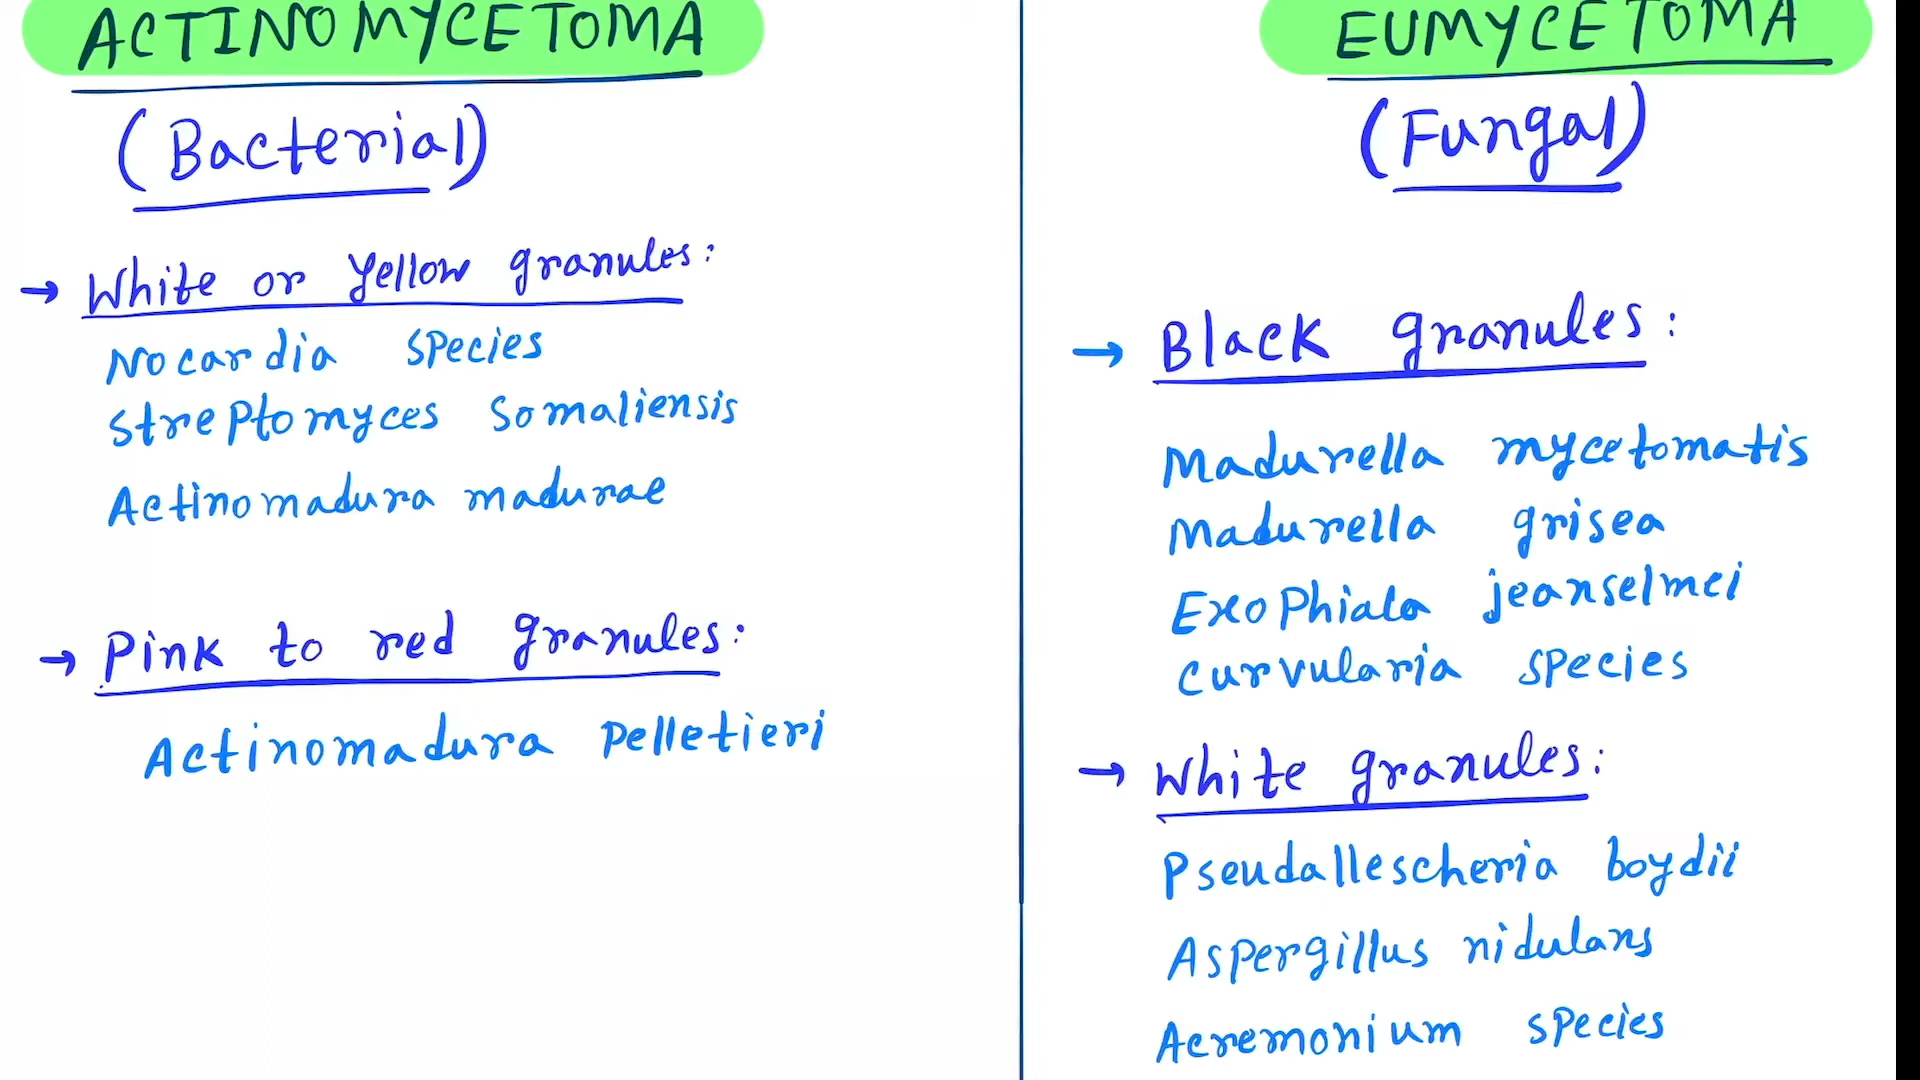 ACTINOMYCETOMA
(Bacterial)
→ White or Yellow granules:
Nocardia species
Streptomyces somaliensis
Actinomadura madurae
→ Pink to red granules:
Actinomadura Pelletieri
EUMYCETOMA
(Fungal)
→ Black granules:
Madurella mycetomatis
Madurella grisea
Exophiala jeanselmei
Curvularia species
→ White granules:
Pseudallescheria boydii
Aspergillus nidulans
Acremonium species